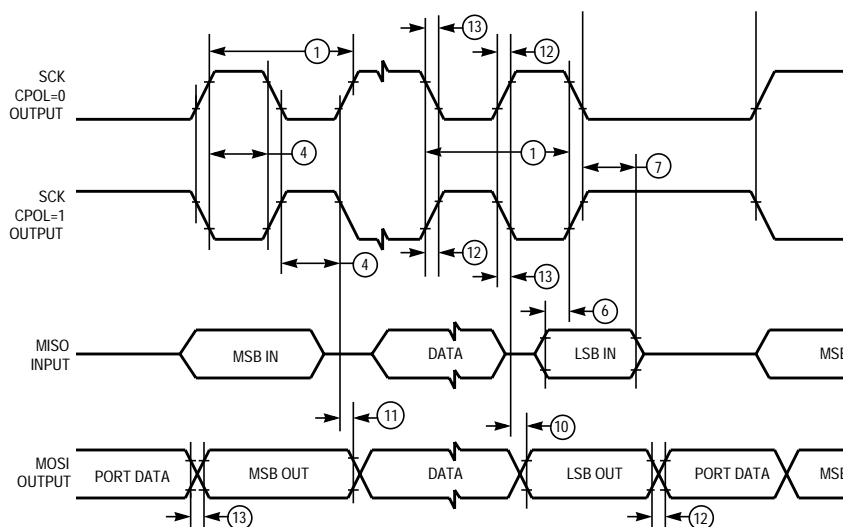 13
12
1
SCK
CPOL=0
OUTPUT
4
1
7
SCK
CPOL=1
OUTPUT
4
12
13
6
MISO
INPUT
MSB IN
DATA
LSB IN
MSB
11
10
MOSI
OUTPUT
PORT DATA
MSB OUT
DATA
LSB OUT
PORT DATA
MSB
13
12